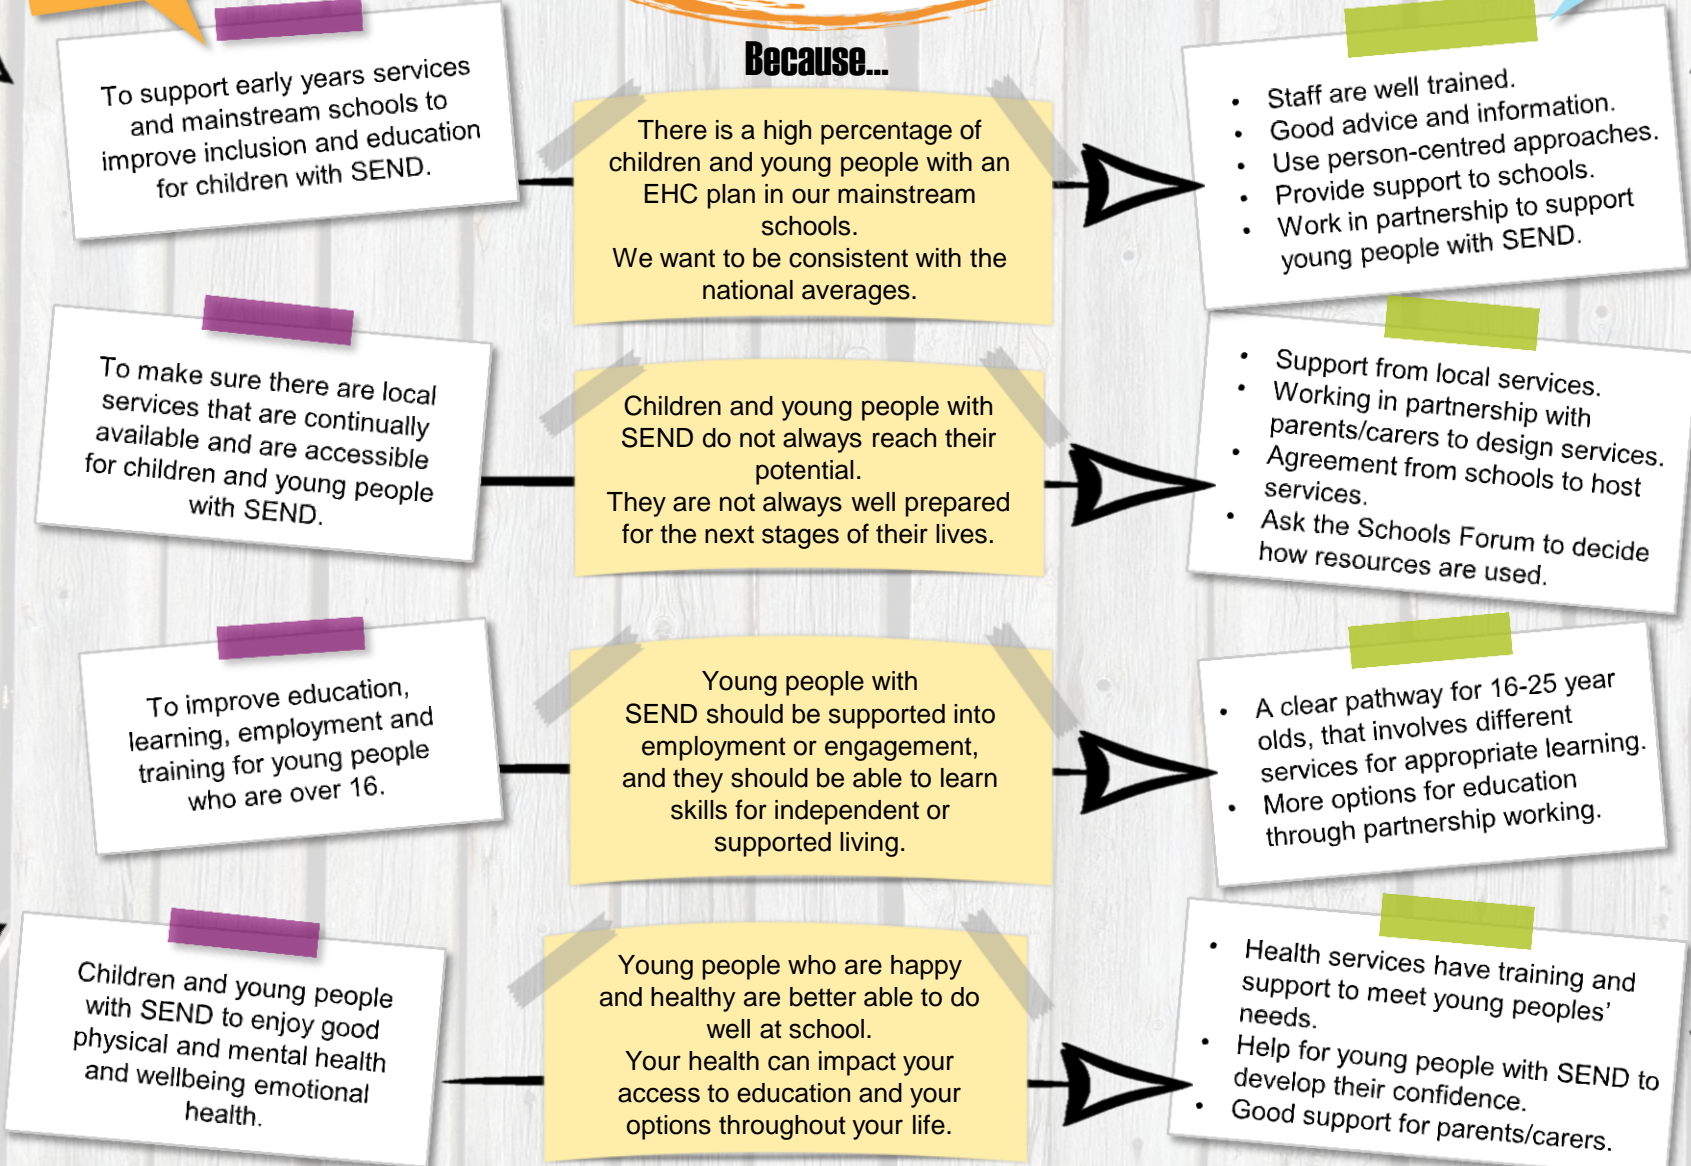 Because...
To support early years services
and mainstream schools to
improve inclusion and education
for children with SEND.
There is a high percentage of
children and young people with an
EHC plan in our mainstream
schools.
We want to be consistent with the
national averages.
• Staff are well trained.
• Good advice and information.
• Use person-centred approaches.
• Provide support to schools.
• Work in partnership to support
young people with SEND.
To make sure there are local
services that are continually
available and are accessible
for children and young people
with SEND.
Children and young people with
SEND do not always reach their
potential.
They are not always well prepared
for the next stages of their lives.
• Support from local services.
• Working in partnership with
parents/carers to design services.
• Agreement from schools to host
services.
• Ask the Schools Forum to decide
how resources are used.
To improve education,
learning, employment and
training for young people
who are over 16.
Young people with
SEND should be supported into
employment or engagement,
and they should be able to learn
skills for independent or
supported living.
• A clear pathway for 16-25 year
olds, that involves different
services for appropriate learning.
• More options for education
through partnership working.
Children and young people
with SEND to enjoy good
physical and mental health
and wellbeing emotional
health.
Young people who are happy
and healthy are better able to do
well at school.
Your health can impact your
access to education and your
options throughout your life.
• Health services have training and
support to meet young peoples'
needs.
• Help for young people with SEND to
develop their confidence.
• Good support for parents/carers.